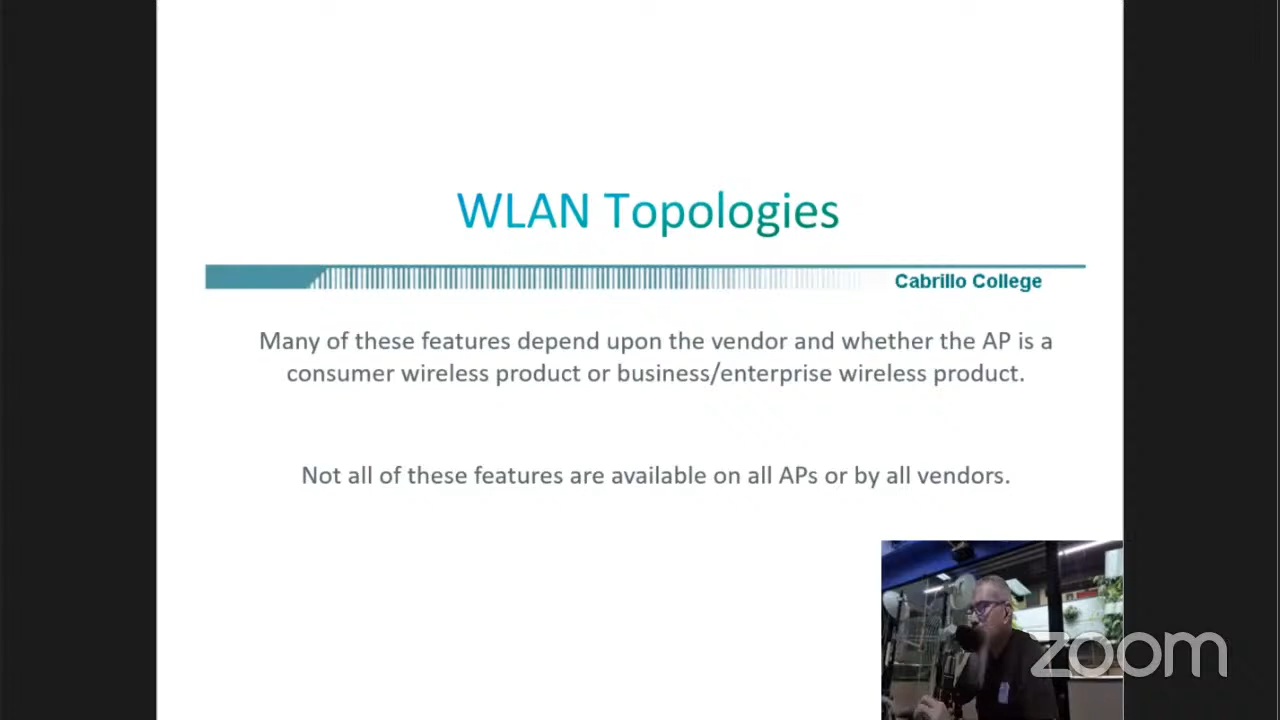 WLAN Topologies
Cabrillo College
Many of these features depend upon the vendor and whether the AP is a
consumer wireless product or business/enterprise wireless product.
Not all of these features are available on all APs or by all vendors.
zoom